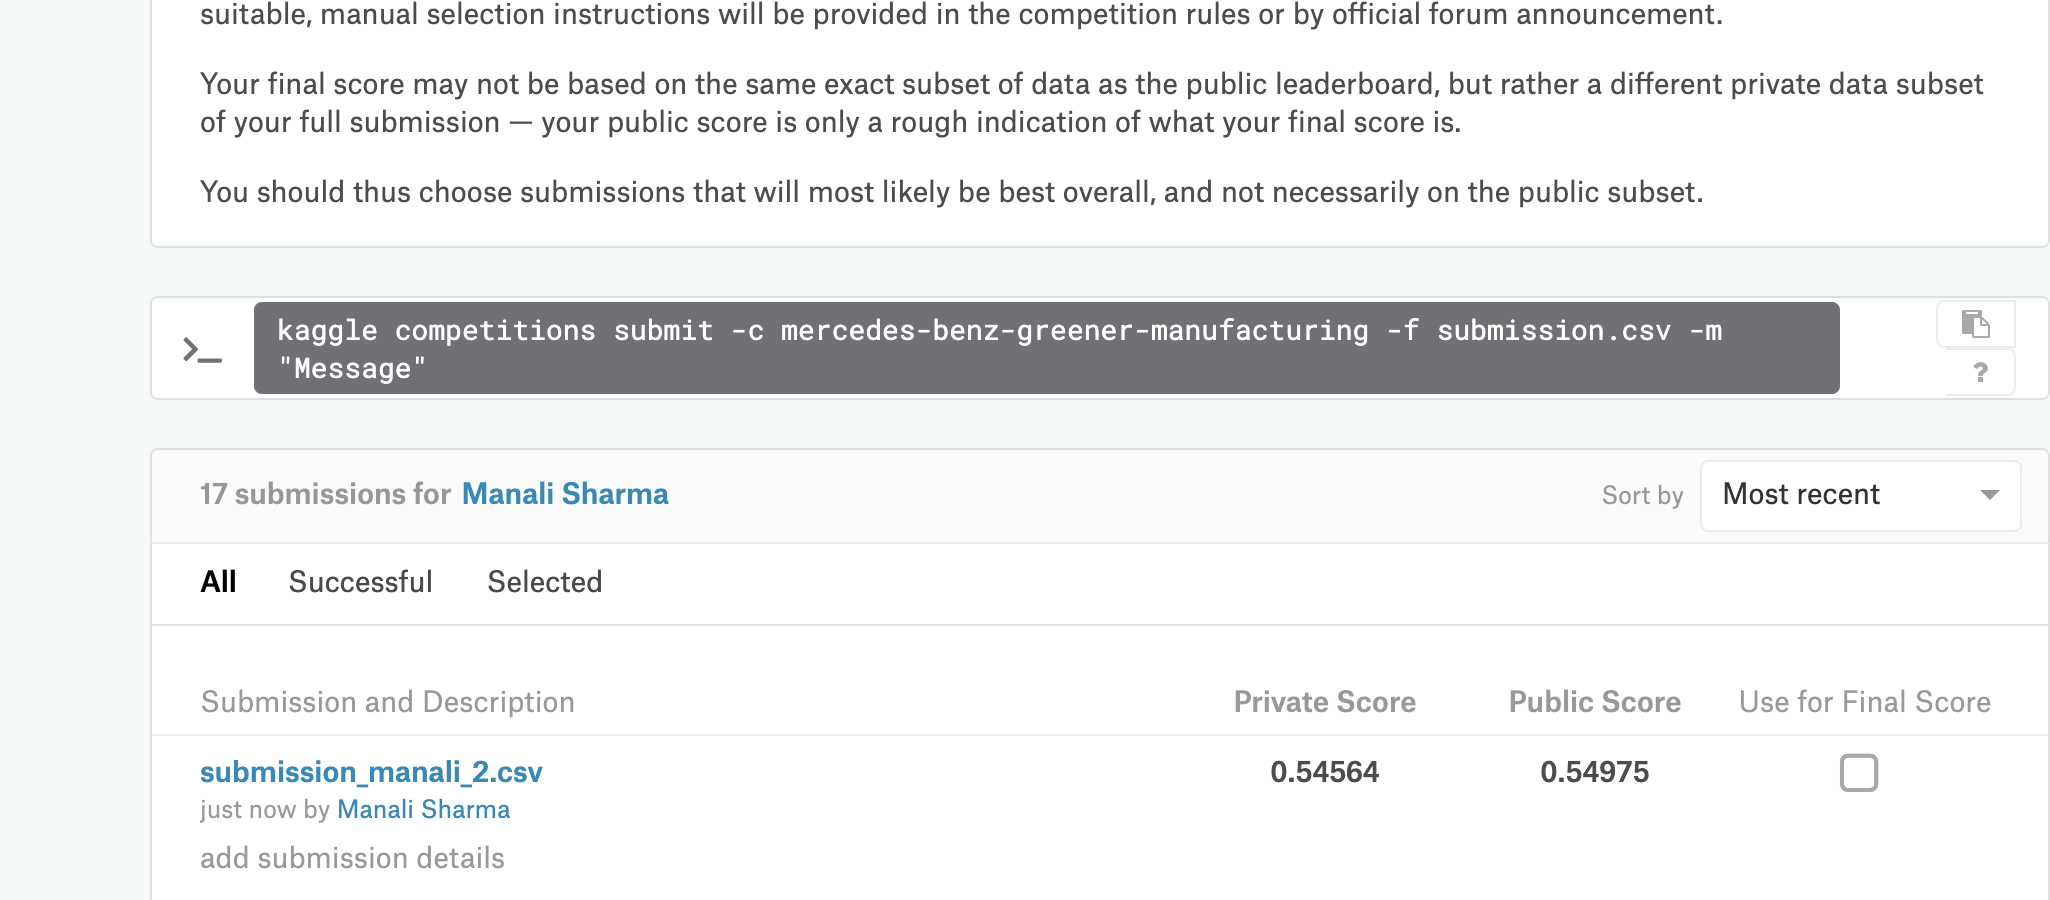 suitable, manual selection instructions will be provided in the competition rules or by official forum announcement.
Your final score may not be based on the same exact subset of data as the public leaderboard, but rather a different private data subset
of your full submission — your public score is only a rough indication of what your final score is.
You should thus choose submissions that will most likely be best overall, and not necessarily on the public subset.
>_ kaggle competitions submit -c mercedes-benz-greener-manufacturing -f submission.csv -m
"Message"
?
17 submissions for Manali Sharma Sort by Most recent
All Successful Selected
Submission and Description Private Score Public Score Use for Final Score
submission_manali_2.csv 0.54564 0.54975
just now by Manali Sharma
add submission details